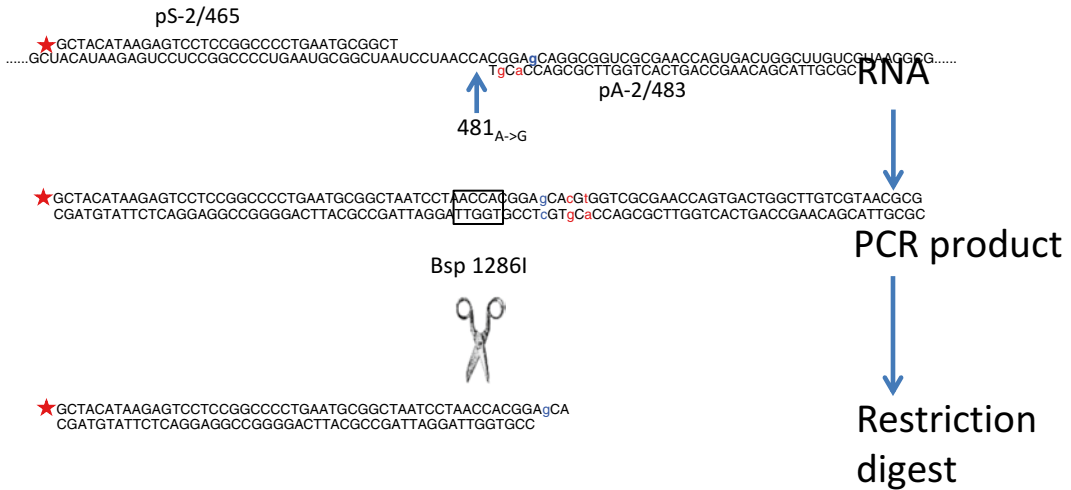 pS-2/465
GCTACATAAGAGTCCTCCGGCCCCTGAATGCGGCT
......GCUACAUAAGAGUCCUCCGGCCCCUGAAUGCGGCUAAUCCUAACCACGGAgCAGGCGGUCGCGAACCAGUGACUGGCUUGUCGUAACGCG......
TgCaCCAGCGCTTGGTCACTGACCGAACAGCATTGCGC
RNA
pA-2/483
481A->G
GCTACATAAGAGTCCTCCGGCCCCTGAATGCGGCTAATCCTAACCACGGAgCAcGtGGTCGCGAACCAGTGACTGGCTTGTCGTAACGCG
CGATGTATTCTCAGGAGGCCGGGGACTTACGCCGATTAGGATTGGTGCCTcGTgCaCCAGCGCTTGGTCACTGACCGAACAGCATTGCGC
PCR product
Bsp 1286I
GCTACATAAGAGTCCTCCGGCCCCTGAATGCGGCTAATCCTAACCACGGAgCA
CGATGTATTCTCAGGAGGCCGGGGACTTACGCCGATTAGGATTGGTGCC
Restriction
digest